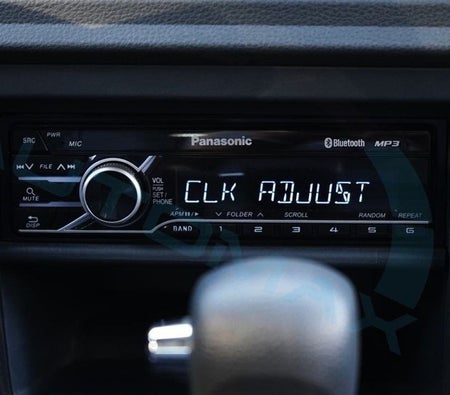 PWR
SRC
MIC
Panasonic
Bluetooth MP3
FILE
VOL
PUSH
SET/
PHONE
MUTE
CLK ADJUST
DISP
APM FOLDER SCROLL RANDOM REPEAT
BAND 1 2 3 4 5 6